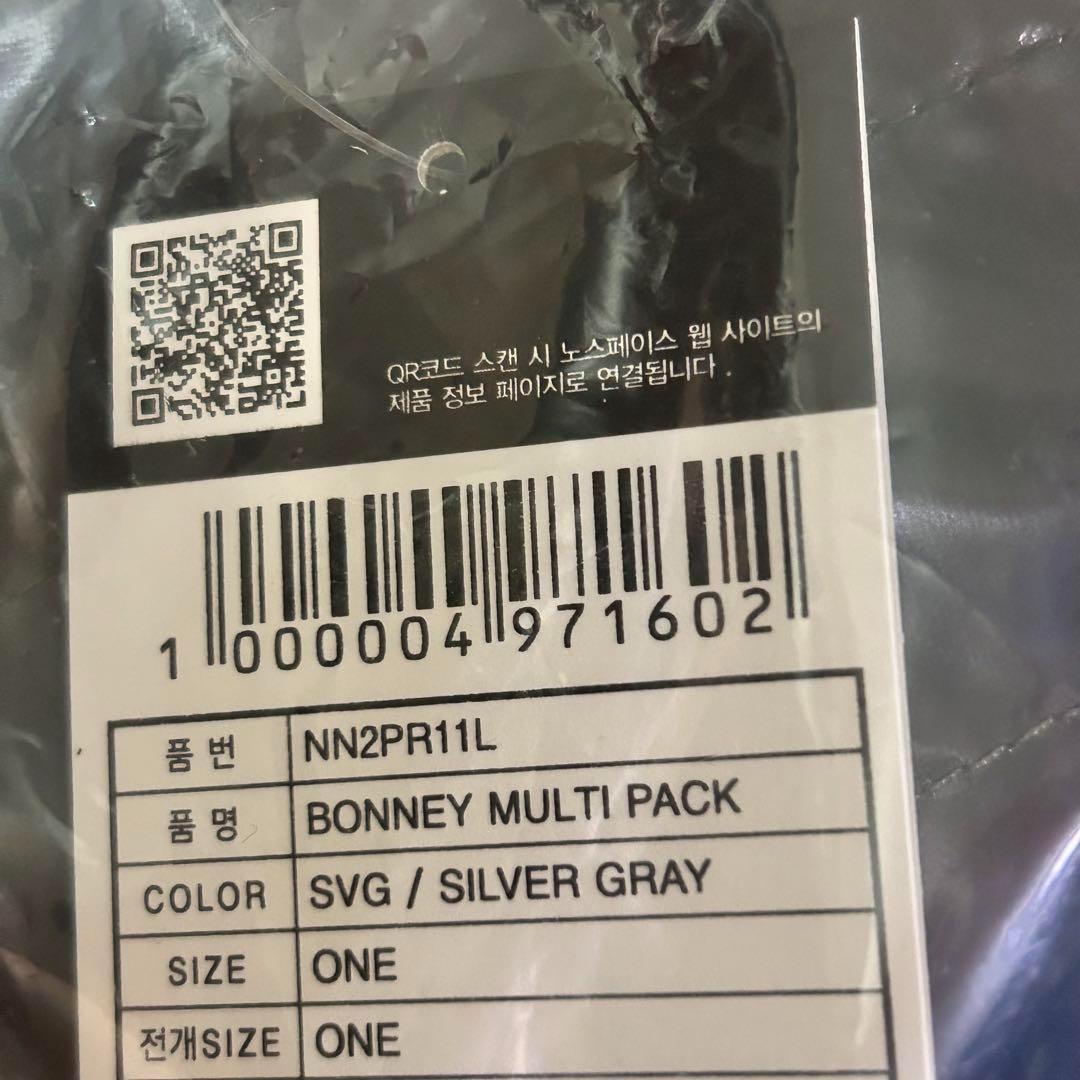 QR코드 스캔 시 노스페이스 웹 사이트의
제품 정보 페이지로 연결됩니다 .
1 000004 971602
품 번 NN2PR11L
품 명 BONNEY MULTI PACK
COLOR SVG / SILVER GRAY
SIZE ONE
전개SIZE ONE